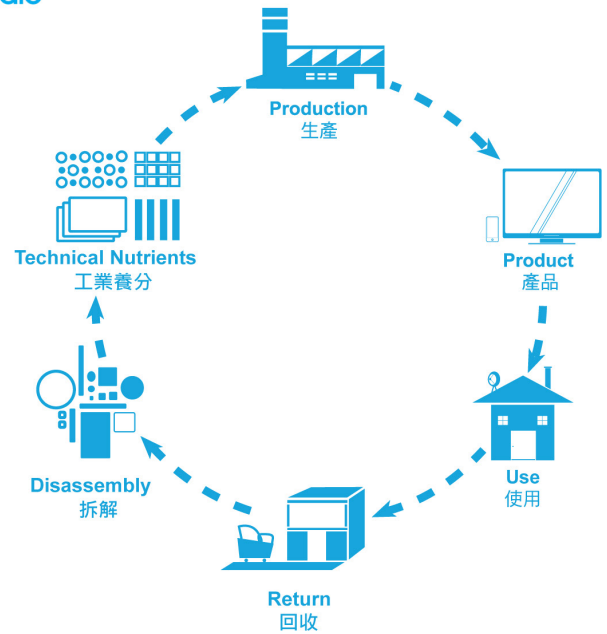 Production
生產
Product
產品
Use
使用
Return
回收
Disassembly
拆解
Technical Nutrients
工業養分